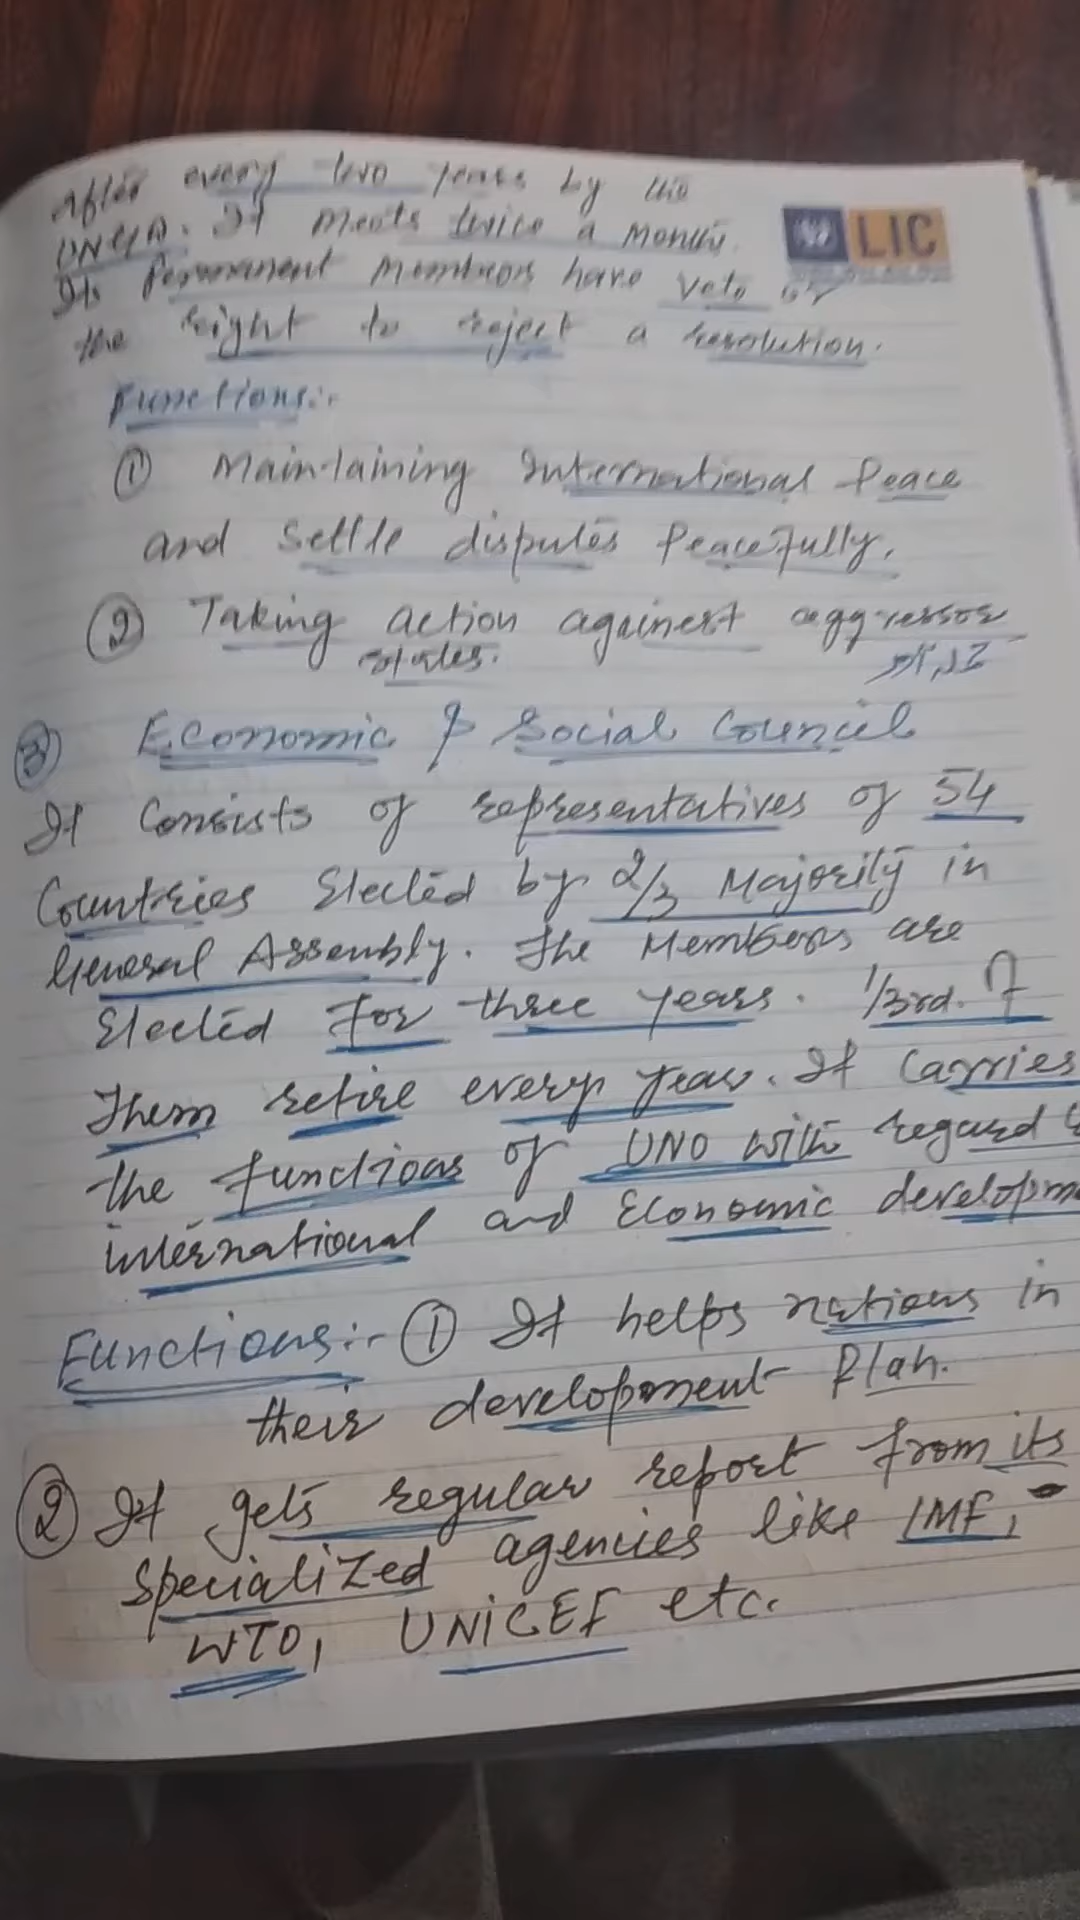 After every two years by the
UNGA. It meets twice a month.
LIC
Its permanent members have veto or
the right to reject a resolution.
Functions:-
① Maintaining International Peace
and settle disputes Peacefully.
② Taking action against aggressor
states.
③ Economic & Social Council
It consists of representatives of 54
Countries Elected by 2/3 Majority in
General Assembly. The Members are
Elected for three years. 1/3rd. of
Them retire every year. It carries
the functions of UNO with regard
international and Economic developm
Functions:- ① It helps nations in
their development Plan.
② It gets regular report from its
Specialized agencies like IMF,
WTO, UNICEF etc.